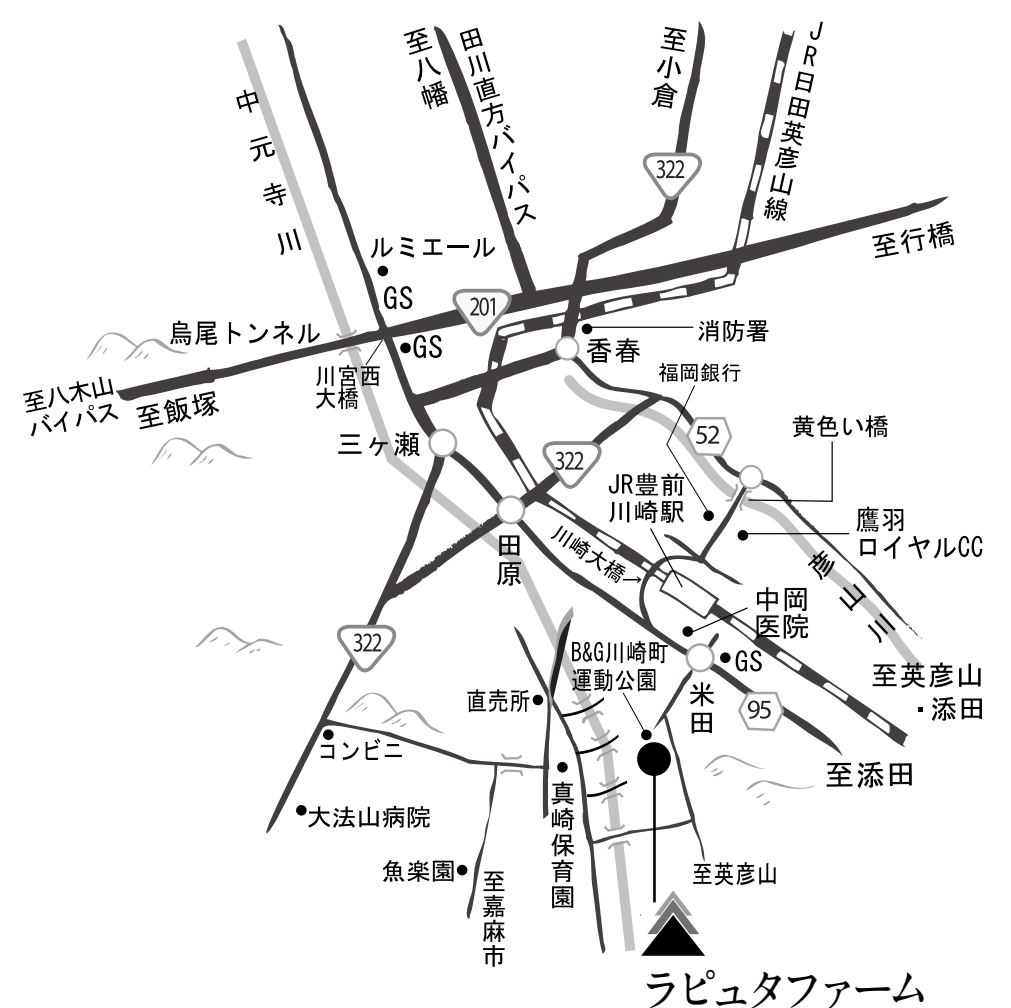 至八幡
田川直方バイパス
至小倉
JR日田英彦山線
中元寺川
322
至行橋
ルミエール
GS
201
烏尾トンネル
GS
消防署
香春
川宮西
大橋
福岡銀行
至八木山
バイパス
至飯塚
三ヶ瀬
52
黄色い橋
322
JR豊前
川崎駅
鷹羽
ロイヤルCC
田原
川崎大橋→
彦山川
中岡
医院
322
B&G川崎町
運動公園
GS
至英彦山
・添田
直売所
米田
95
コンビニ
至添田
真崎保育園
大法山病院
魚楽園
至嘉麻市
至英彦山
ラピュタファーム